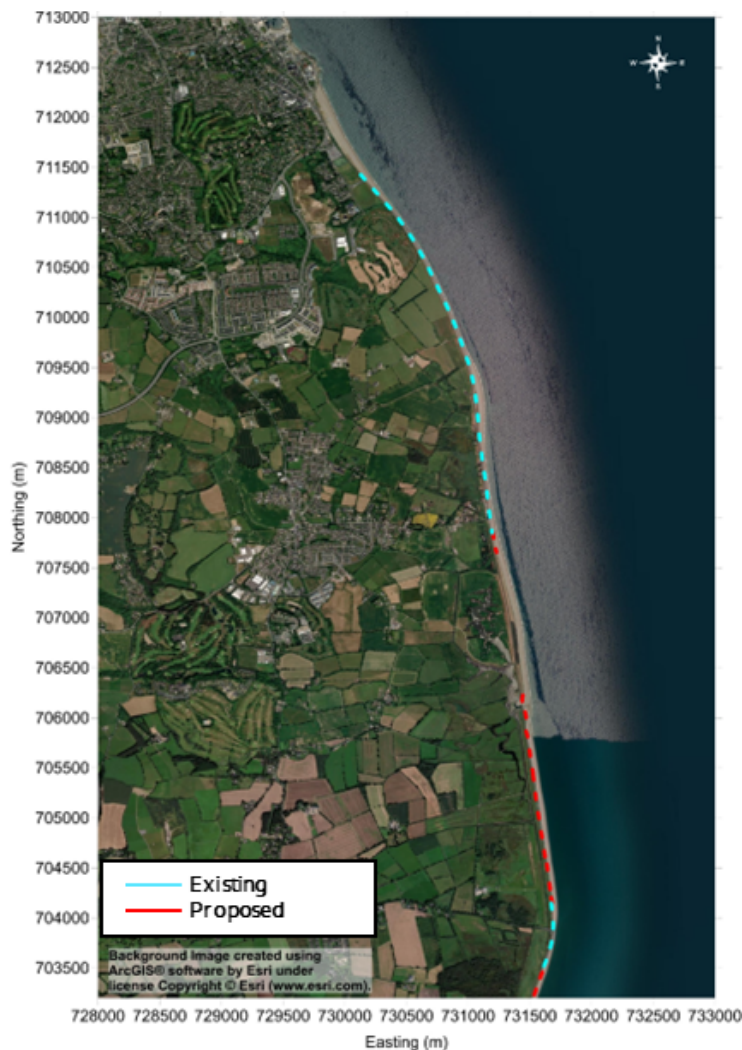 713000
712500
712000
711500
711000
710500
710000
709500
709000
708500
708000
707500
707000
706500
706000
705500
705000
704500
704000
703500
Northing (m)
N
W E
S
Existing
Proposed
Background Image created using
ArcGIS® software by Esri under
license Copyright © Esri (www.esri.com).
728000 728500 729000 729500 730000 730500 731000 731500 732000 732500 733000
Easting (m)